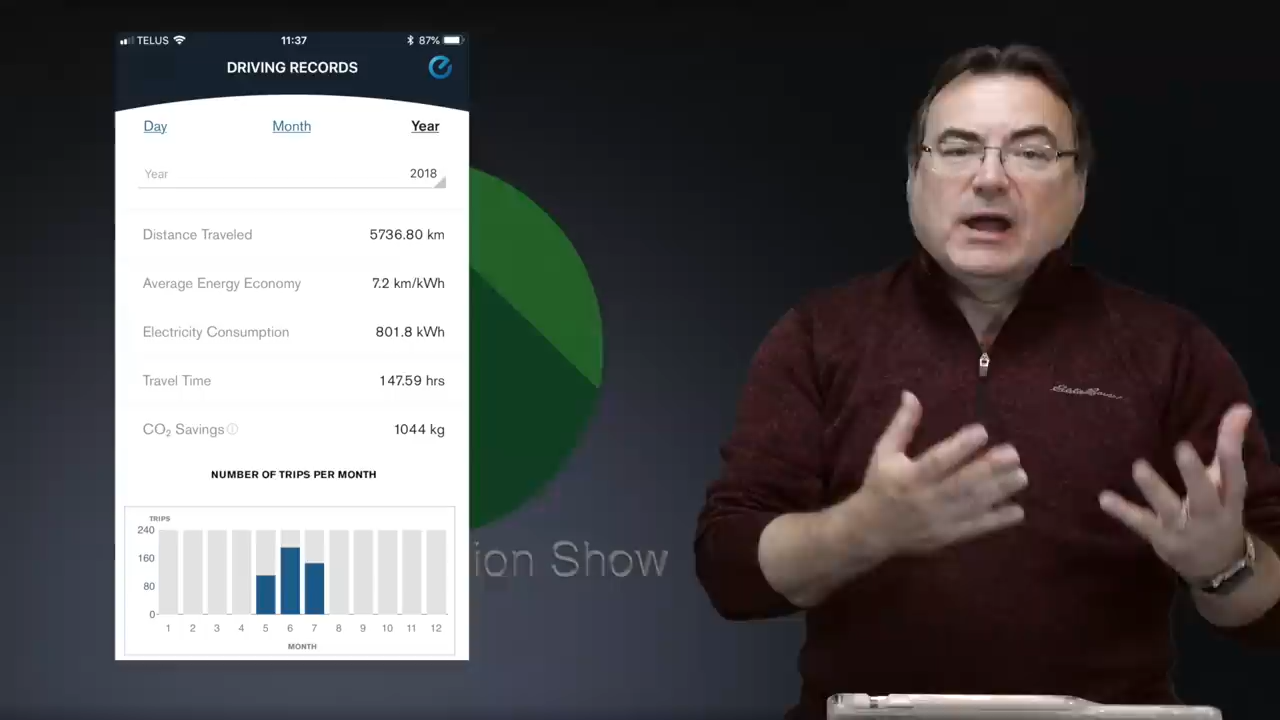 TELUS 11:37 87%
DRIVING RECORDS
Day Month Year
Year 2018
Distance Traveled 5736.80 km
Average Energy Economy 7.2 km/kWh
Electricity Consumption 801.8 kWh
Travel Time 147.59 hrs
CO₂ Savings ⓘ 1044 kg
NUMBER OF TRIPS PER MONTH
TRIPS
240
160
80
0
1 2 3 4 5 6 7 8 9 10 11 12
MONTH
ion Show
Eddie Bauer